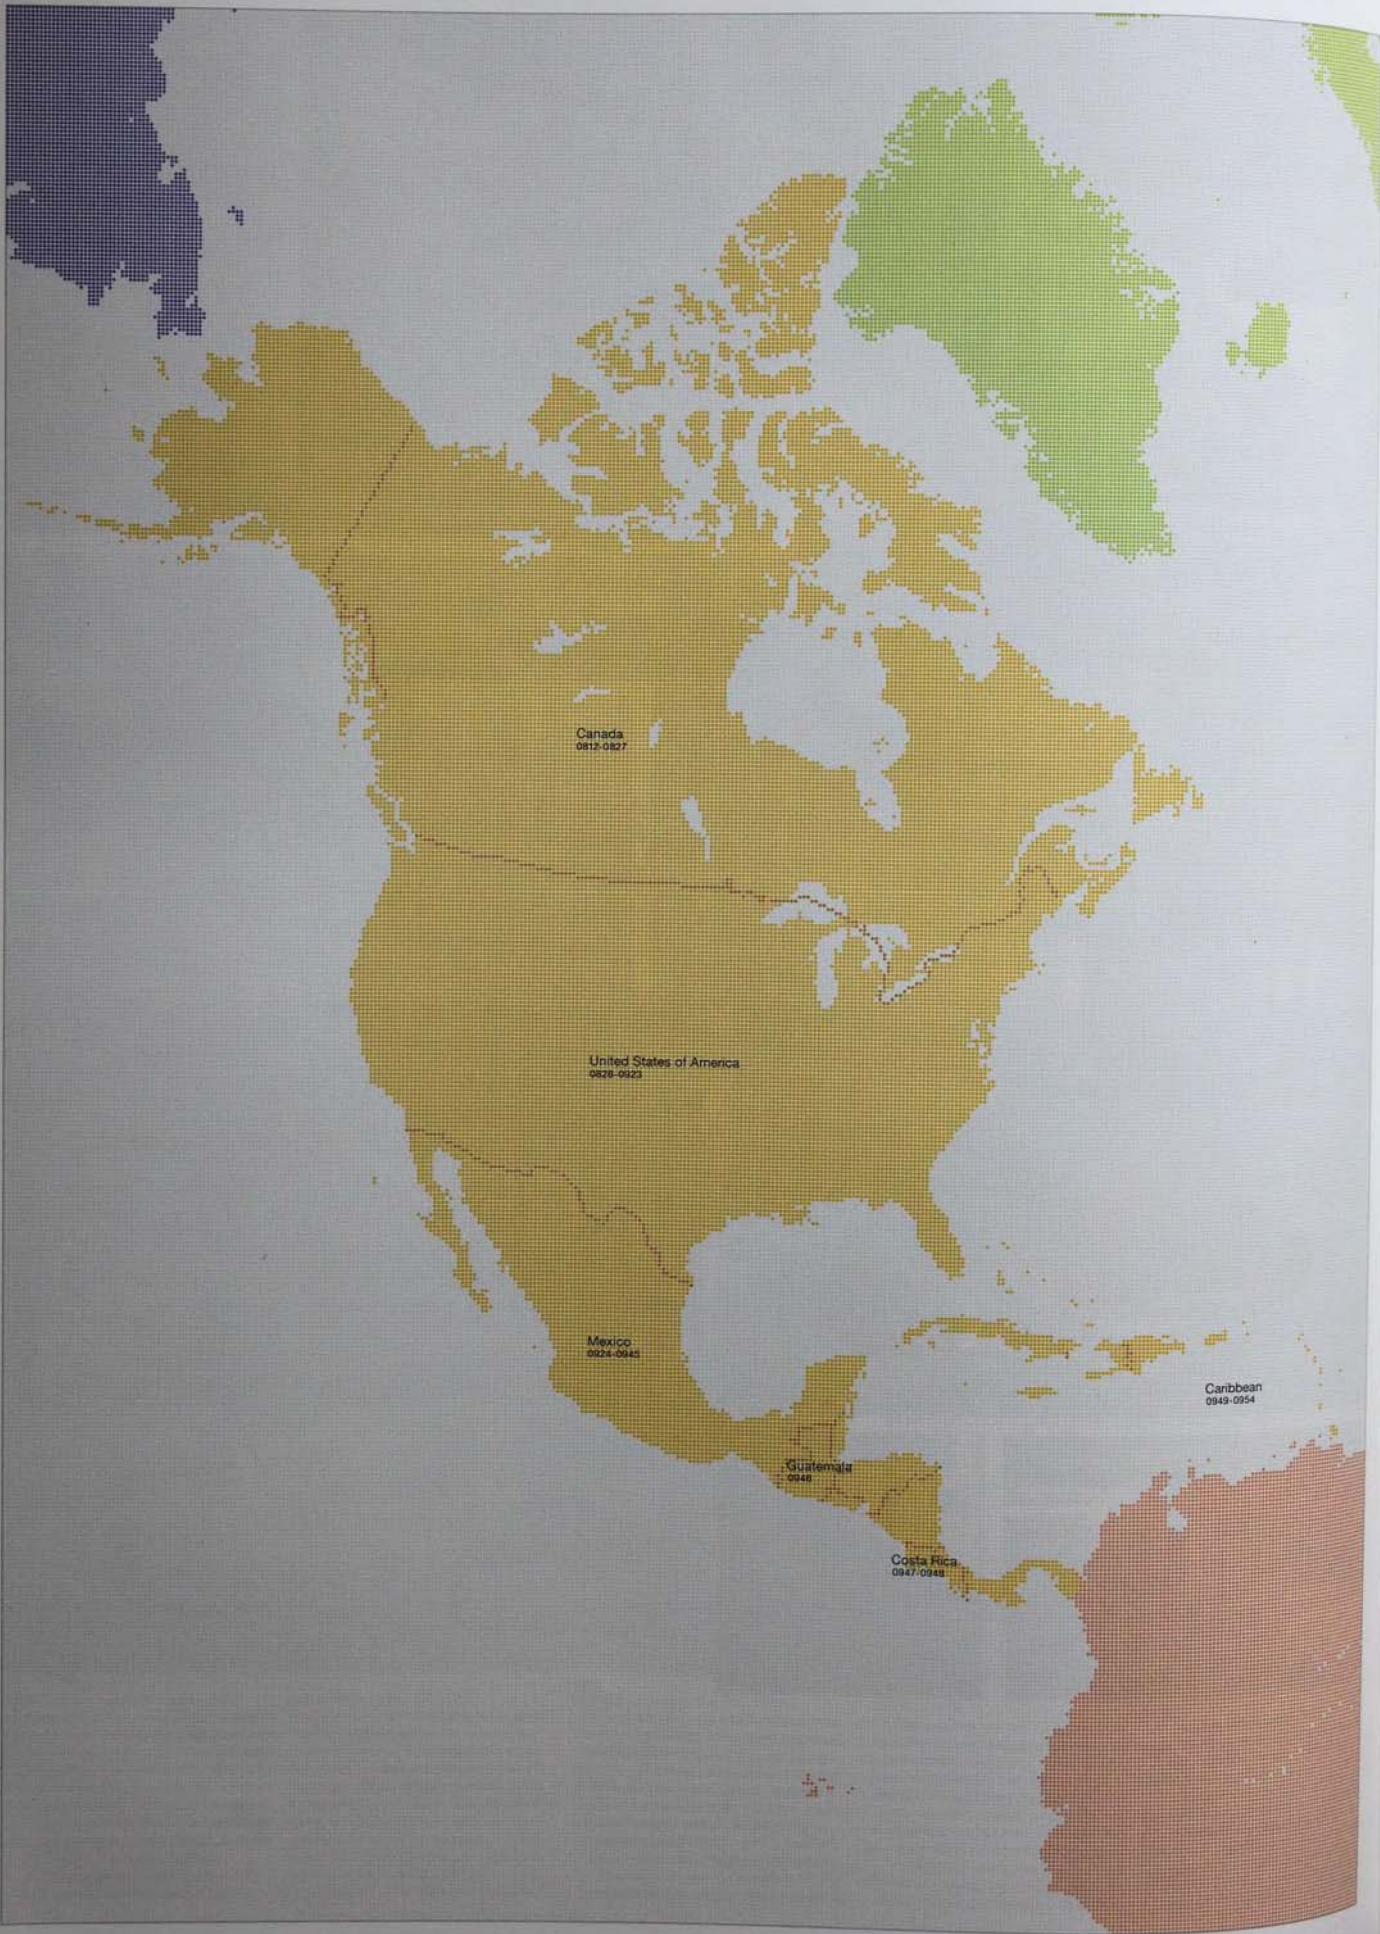 Canada
0812-0827
United States of America
0828-0923
Mexico
0924-0945
Caribbean
0949-0954
Guatemala
0946
Costa Rica
0947-0948